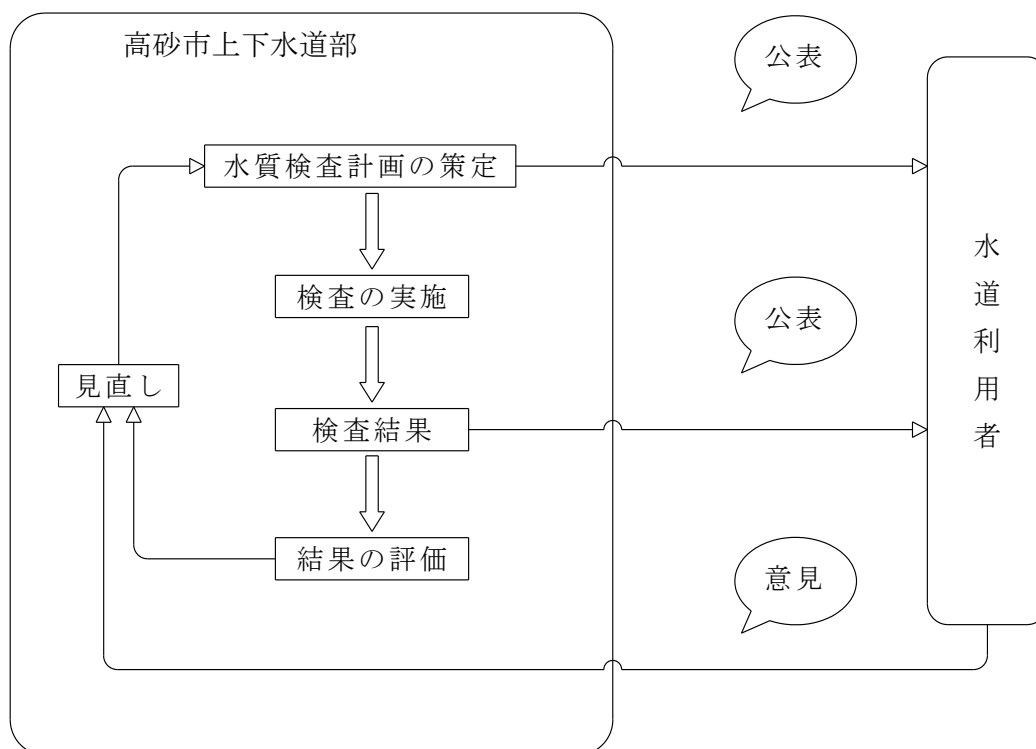 高砂市上下水道部
公表
水質検査計画の策定
検査の実施
公表
水道利用者
見直し
検査結果
結果の評価
意見